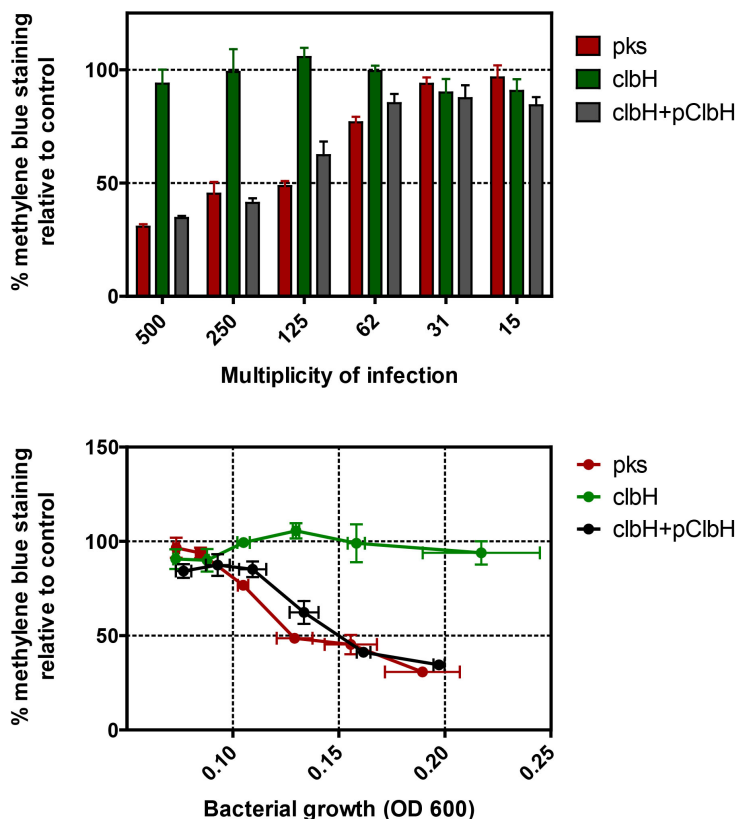 % methylene blue staining
relative to control
100
50
0
500
250
125
62
31
15
Multiplicity of infection
pks
clbH
clbH+pClbH
% methylene blue staining
relative to control
150
100
50
0
0.10
0.15
0.20
0.25
Bacterial growth (OD 600)
pks
clbH
clbH+pClbH